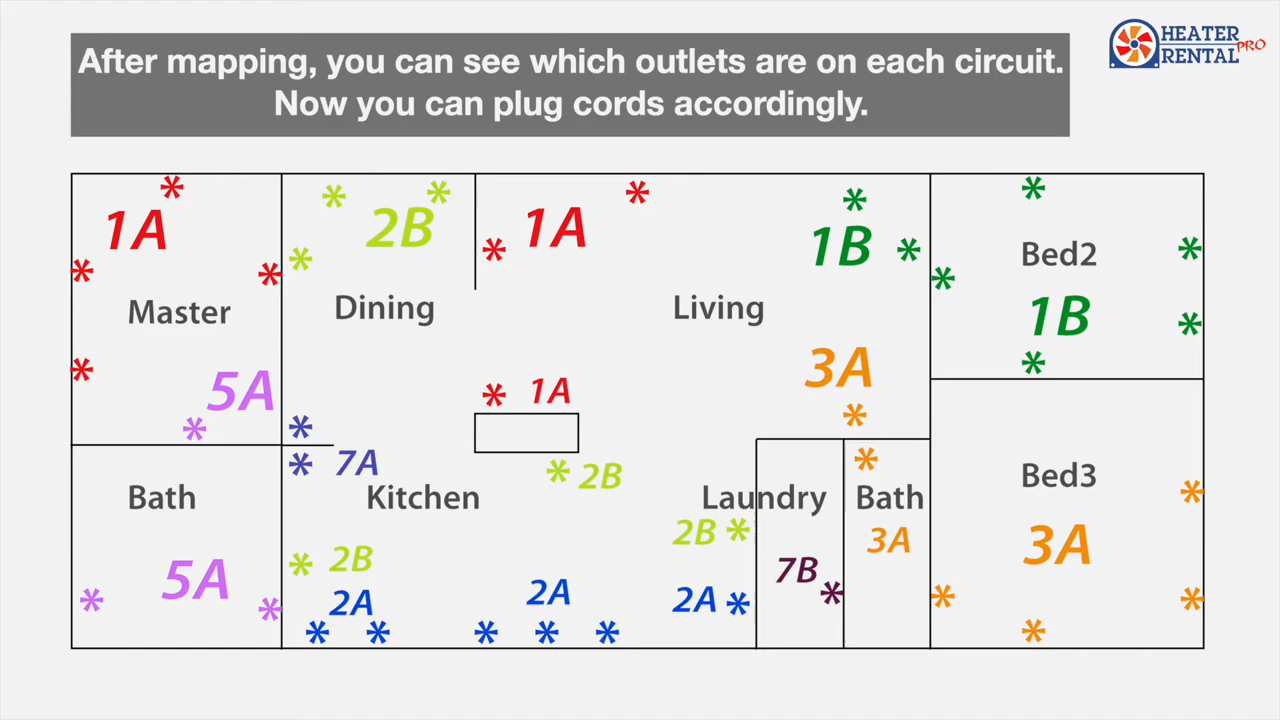 After mapping, you can see which outlets are on each circuit.
Now you can plug cords accordingly.
HEATER
RENTAL PRO
1A
2B
1A
1B
Bed2
1B
Master
Dining
Living
5A
1A
3A
7A
2B
Bath
Kitchen
Laundry
Bath
Bed3
5A
2B
2B
3A
3A
2A
2A
2A
7B